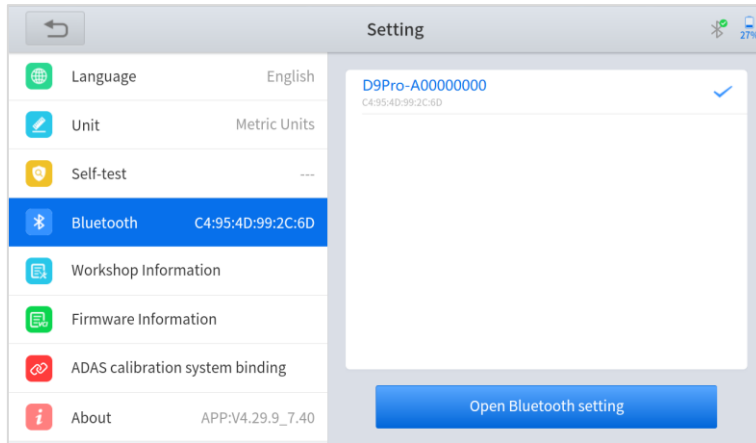 Setting
27%
Language English
Unit Metric Units
Self-test ---
Bluetooth C4:95:4D:99:2C:6D
Workshop Information
Firmware Information
ADAS calibration system binding
About APP:V4.29.9_7.40
D9Pro-A00000000
C4:95:4D:99:2C:6D
Open Bluetooth setting